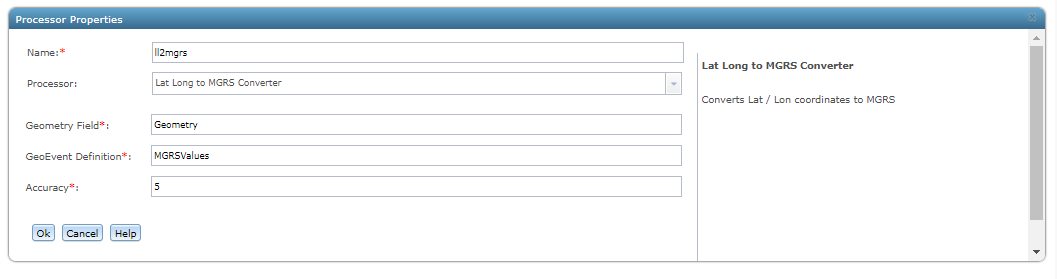 Processor Properties
Name:* ll2mgrs
Processor: Lat Long to MGRS Converter
Geometry Field*: Geometry
GeoEvent Definition*: MGRSValues
Accuracy*: 5
Ok Cancel Help
Lat Long to MGRS Converter
Converts Lat / Lon coordinates to MGRS